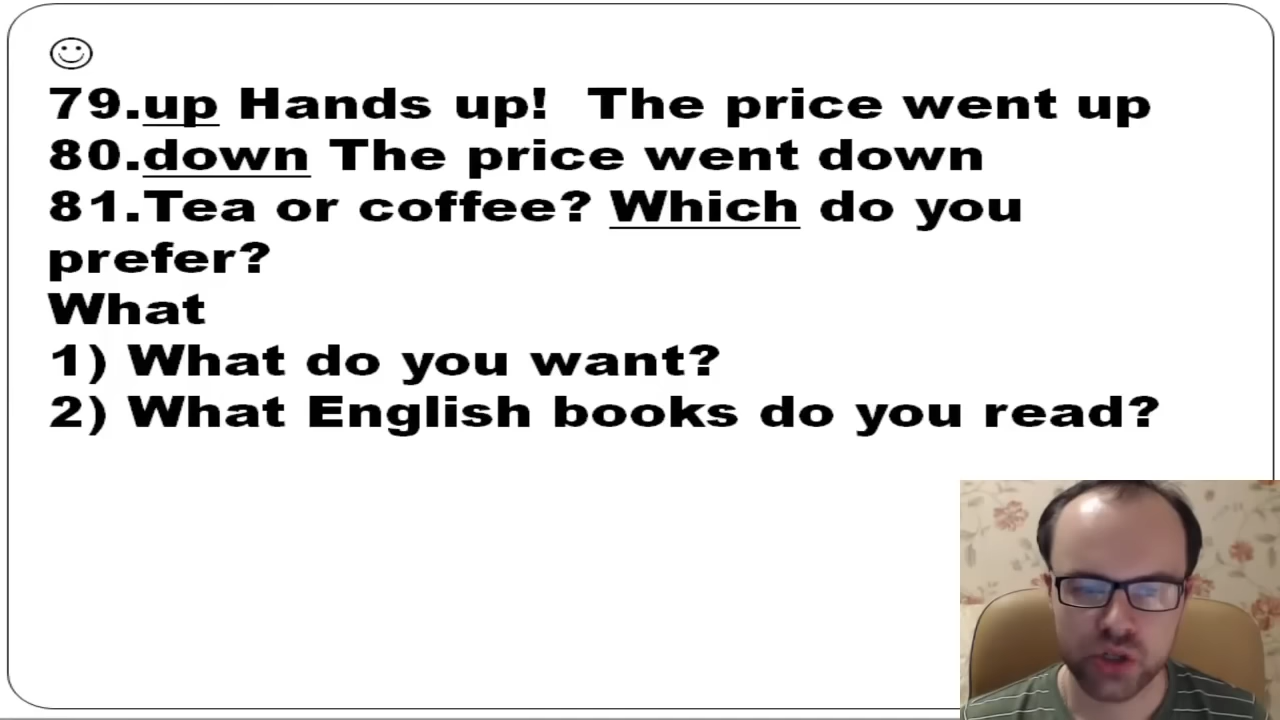 79.up Hands up! The price went up
80.down The price went down
81.Tea or coffee? Which do you
prefer?
What
1) What do you want?
2) What English books do you read?